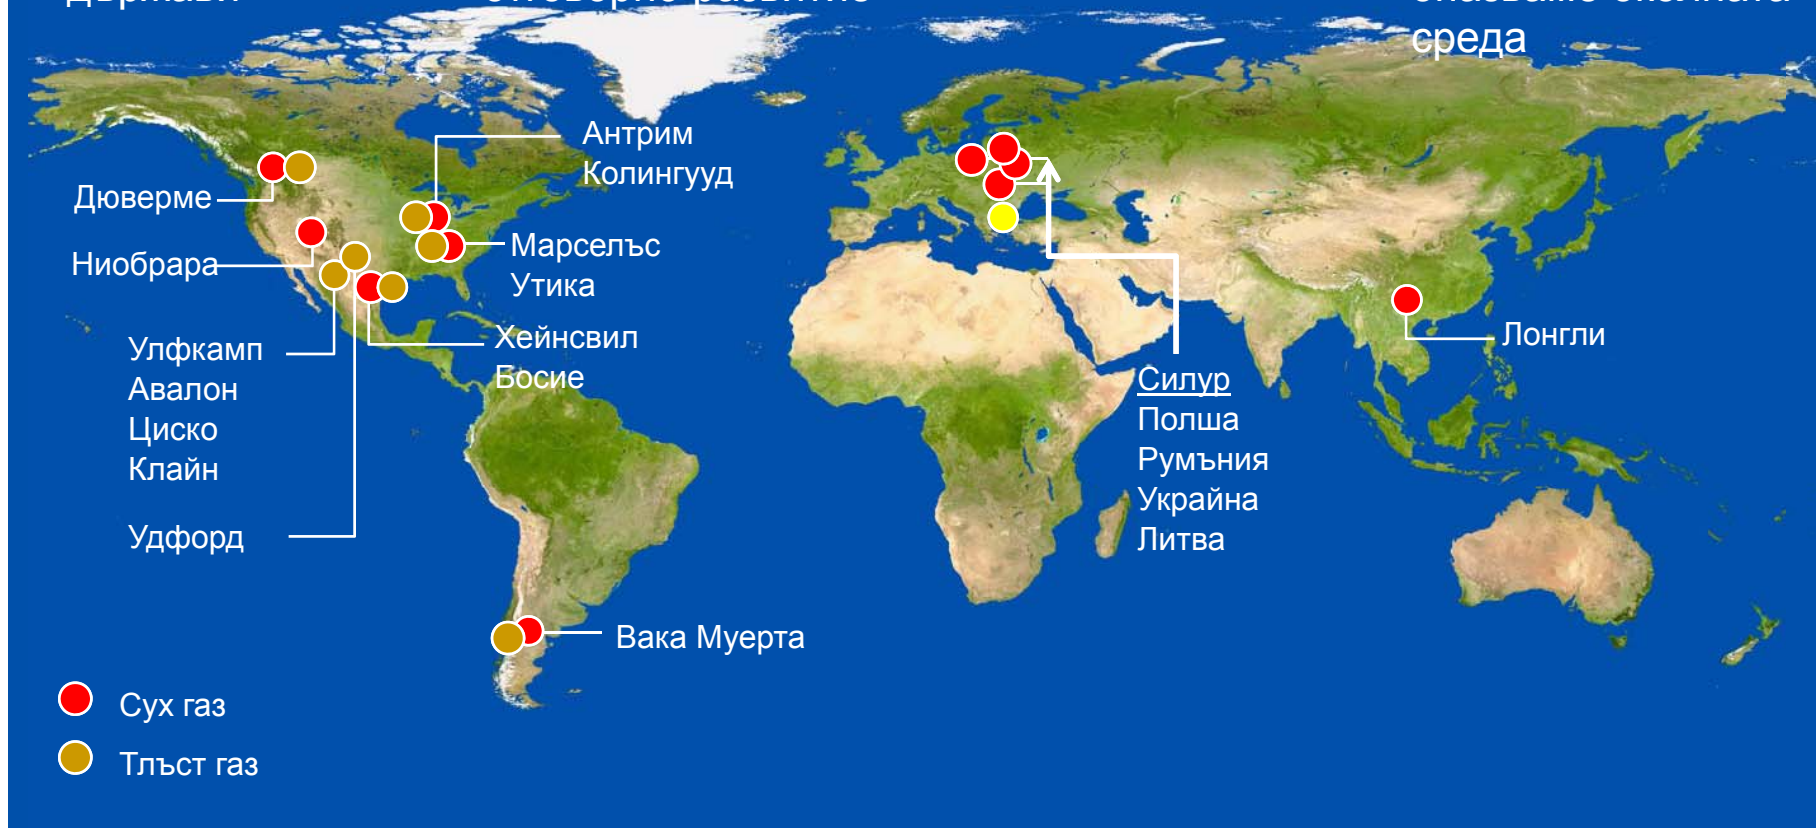 среда
Антрим
Колингууд
Дюверме
Марселъс
Утика
Ниобрара
Хейнсвил
Босие
Улфкамп
Авалон
Циско
Клайн
Удфорд
Лонгли
Силур
Полша
Румъния
Украйна
Литва
Вака Муерта
Сух газ
Тлъст газ